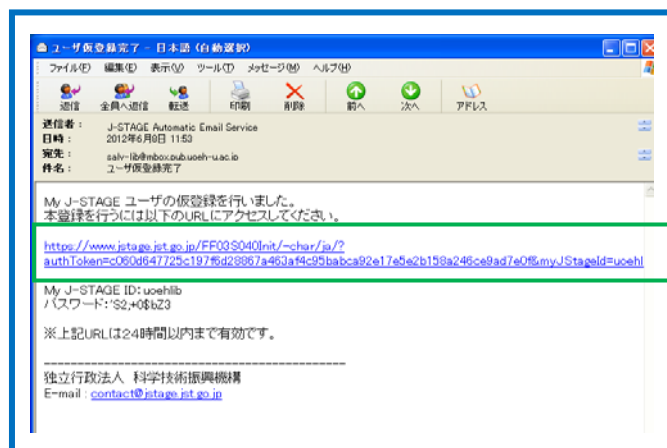 ユーザ仮登録完了 - 日本語 (自動選択)
ファイル(F) 編集(E) 表示(V) ツール(T) メッセージ(M) ヘルプ(H)
返信 全員へ返信 転送 印刷 削除 前へ 次へ アドレス
送信者: J-STAGE Automatic Email Service
日時: 2012年6月8日 11:53
宛先:
件名: ユーザ仮登録完了
My J-STAGE ユーザの仮登録を行いました。
本登録を行うには以下のURLにアクセスしてください。
https://www.jstage.jst.go.jp/FF03S040Init/-char/ja/?
authToken=c060d647725c197f6d28867a463af4c95babca92e17e5e2b158a246ce9ad7e0f&myJStageId=uoehl
My J-STAGE ID: uoehlib
パスワード: 'S2,+0$bZ3
※上記URLは24時間以内まで有効です。
--------------------------------------------------
独立行政法人 科学技術振興機構
E-mail : contact@jstage.jst.go.jp